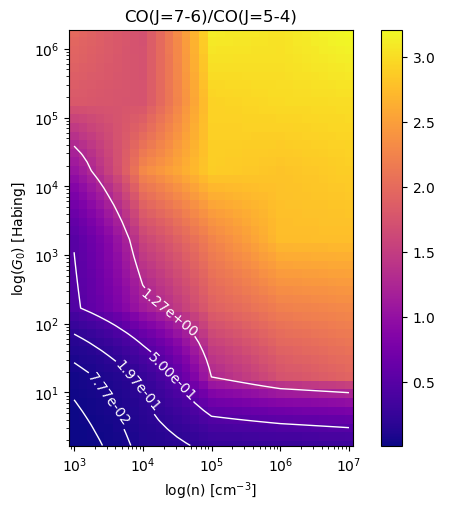 CO(J=7-6)/CO(J=5-4)
10^6
10^5
10^4
10^3
10^2
10^1
log(G_0) [Habing]
1.27e+00
5.00e-01
1.97e-01
7.77e-02
10^3 10^4 10^5 10^6 10^7
log(n) [cm^{-3}]
3.0
2.5
2.0
1.5
1.0
0.5